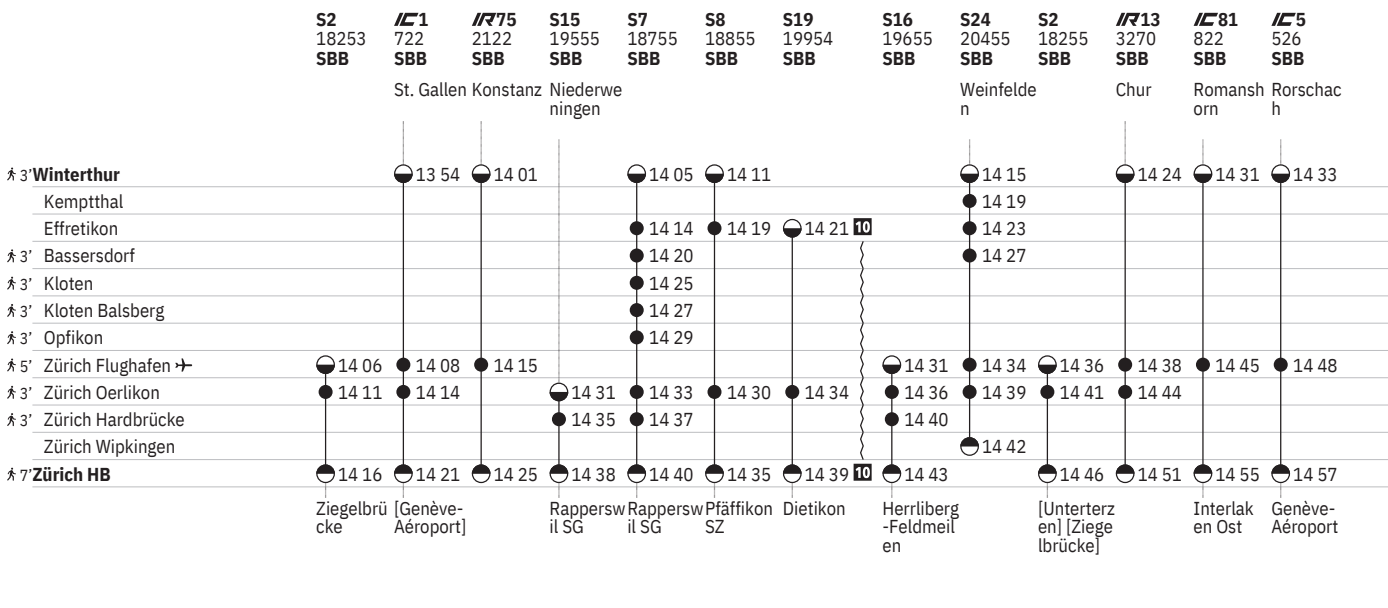 S2 IC1 IR75 S15 S7 S8 S19 S16 S24 S2 IR13 IC81 IC5
18253 722 2122 19555 18755 18855 19954 19655 20455 18255 3270 822 526
SBB SBB SBB SBB SBB SBB SBB SBB SBB SBB SBB SBB SBB
St. Gallen Konstanz Niederwe Weinfelde Chur Romansh Rorschac
ningen n orn h
3’ Winterthur 13 54 14 01 14 05 14 11 14 15 14 24 14 31 14 33
Kemptthal 14 19
Effretikon 14 14 14 19 14 21 10 14 23
3’ Bassersdorf 14 20 14 27
3’ Kloten 14 25
3’ Kloten Balsberg 14 27
3’ Opfikon 14 29
5’ Zürich Flughafen 14 06 14 08 14 15 14 31 14 34 14 36 14 38 14 45 14 48
3’ Zürich Oerlikon 14 11 14 14 14 31 14 33 14 30 14 34 14 36 14 39 14 41 14 44
3’ Zürich Hardbrücke 14 35 14 37 14 40
Zürich Wipkingen 14 42
7’ Zürich HB 14 16 14 21 14 25 14 38 14 40 14 35 14 39 10 14 43 14 46 14 51 14 55 14 57
Ziegelbrü [Genève- Rappersw Rappersw Pfäffikon Dietikon Herrliberg [Unterterz Interlak Genève-
cke Aéroport] il SG il SG SZ -Feldmeil en] [Ziege en Ost Aéroport
en lbrücke]